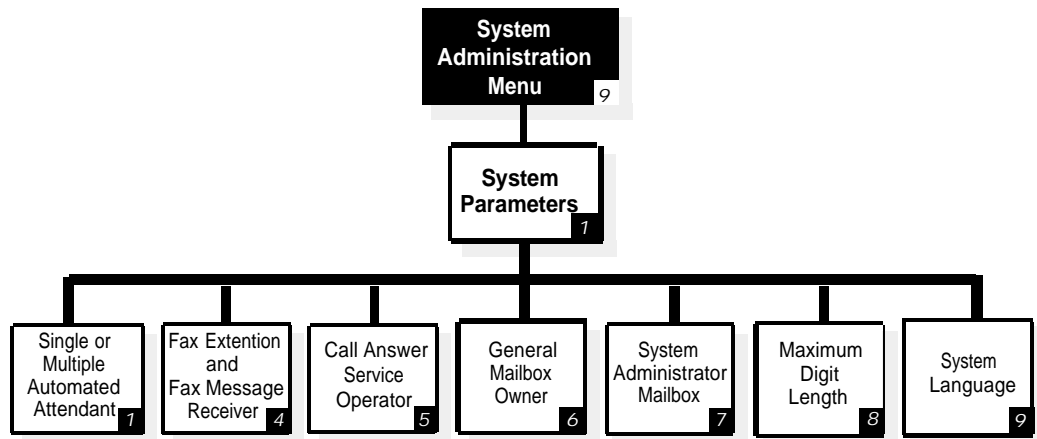 System
Administration
Menu
9
System
Parameters
1
Single or
Multiple
Automated
Attendant
1
Fax Extention
and
Fax Message
Receiver
4
Call Answer
Service
Operator
5
General
Mailbox
Owner
6
System
Administrator
Mailbox
7
Maximum
Digit
Length
8
System
Language
9